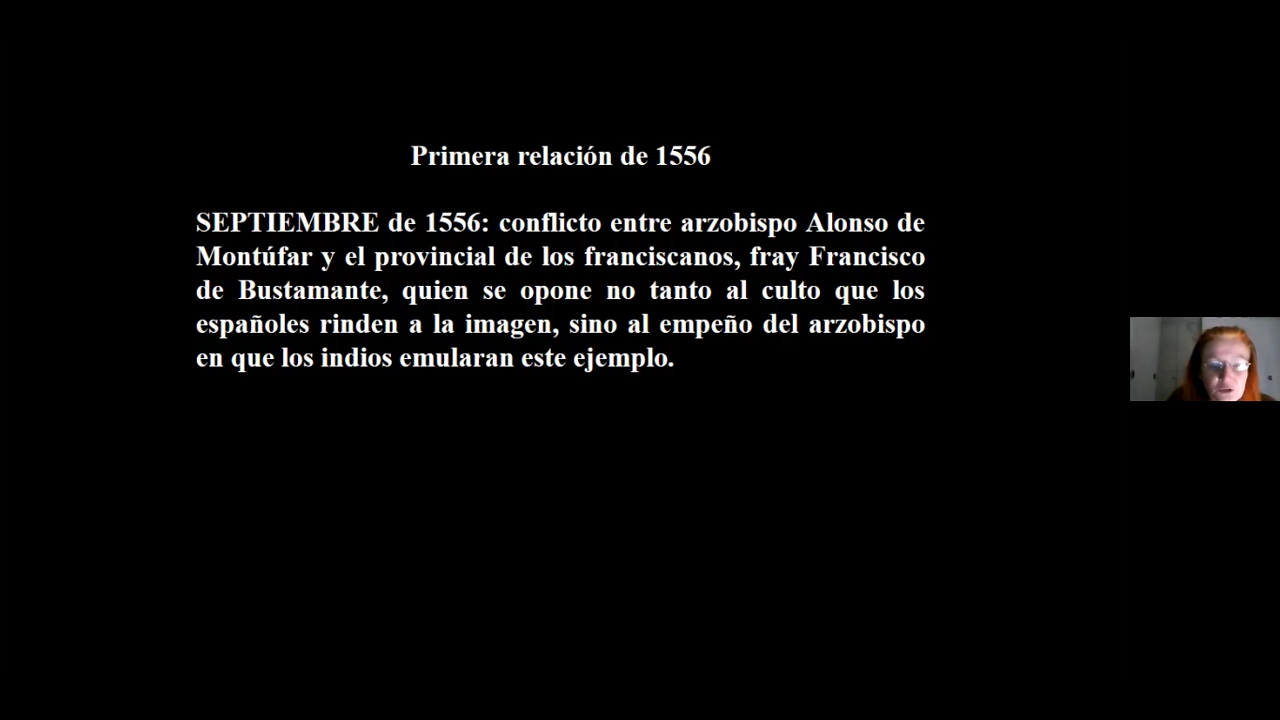 Primera relación de 1556
SEPTIEMBRE de 1556: conflicto entre arzobispo Alonso de
Montúfar y el provincial de los franciscanos, fray Francisco
de Bustamante, quien se opone no tanto al culto que los
españoles rinden a la imagen, sino al empeño del arzobispo
en que los indios emularan este ejemplo.